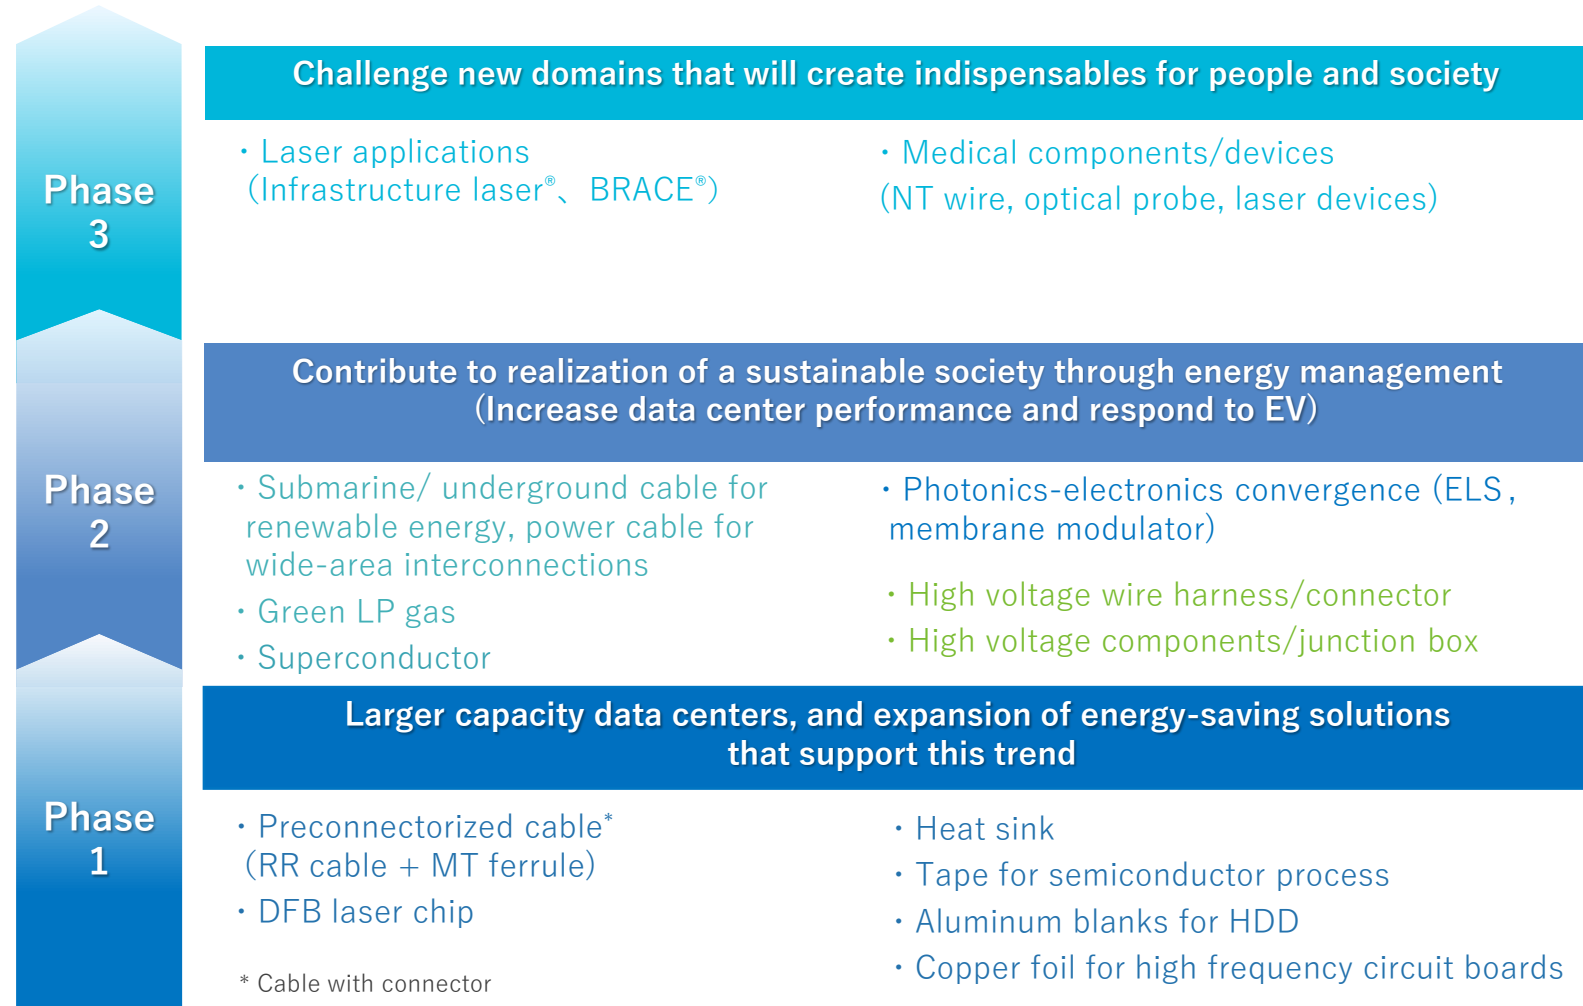 Phase
3
Challenge new domains that will create indispensables for people and society
・Laser applications
(Infrastructure laser®、BRACE®)
・Medical components/devices
(NT wire, optical probe, laser devices)
Phase
2
Contribute to realization of a sustainable society through energy management
(Increase data center performance and respond to EV)
・Submarine/ underground cable for
renewable energy, power cable for
wide-area interconnections
・Green LP gas
・Superconductor
・Photonics-electronics convergence (ELS,
membrane modulator)
・High voltage wire harness/connector
・High voltage components/junction box
Phase
1
Larger capacity data centers, and expansion of energy-saving solutions
that support this trend
・Preconnectorized cable*
(RR cable + MT ferrule)
・DFB laser chip
* Cable with connector
・Heat sink
・Tape for semiconductor process
・Aluminum blanks for HDD
・Copper foil for high frequency circuit boards